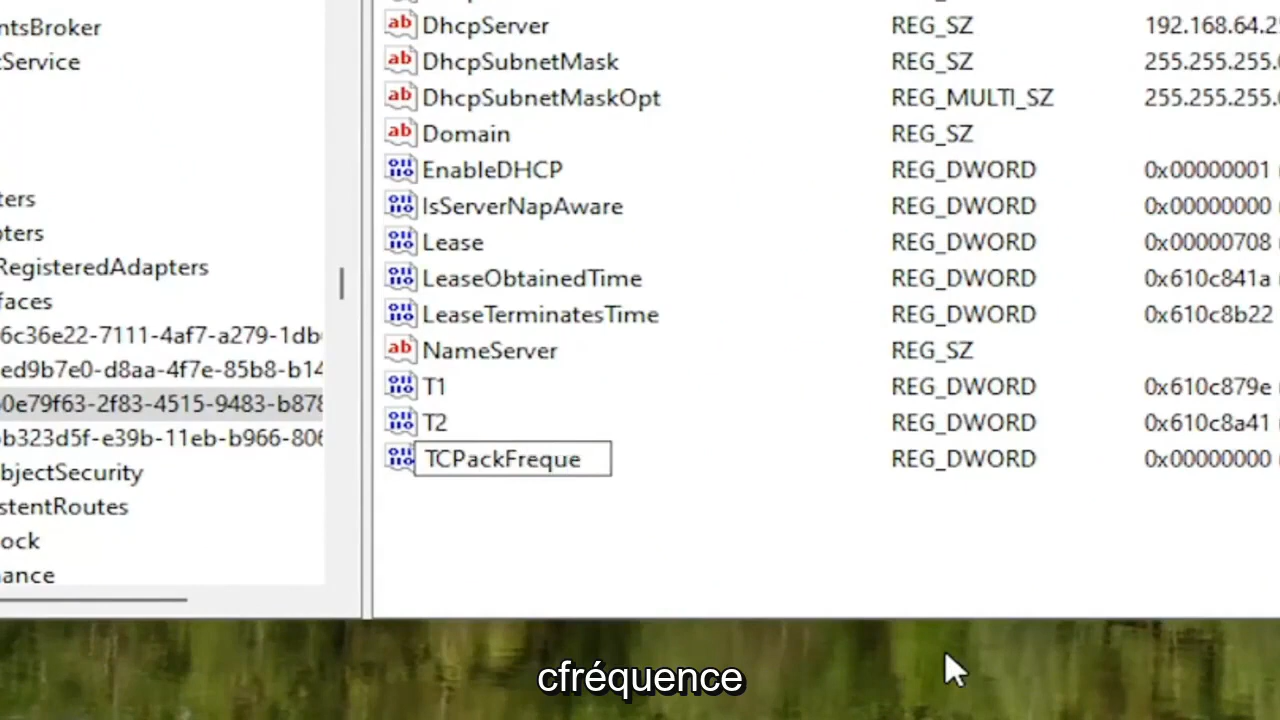 ntsBroker
Service
ters
pters
RegisteredAdapters
faces
6c36e22-7111-4af7-a279-1db
ed9b7e0-d8aa-4f7e-85b8-b14
0e79f63-2f83-4515-9483-b878
b323d5f-e39b-11eb-b966-806
bjectSecurity
stentRoutes
ock
ance
DhcpServer REG_SZ 192.168.64.2
DhcpSubnetMask REG_SZ 255.255.255.
DhcpSubnetMaskOpt REG_MULTI_SZ 255.255.255.
Domain REG_SZ
EnableDHCP REG_DWORD 0x00000001
IsServerNapAware REG_DWORD 0x00000000
Lease REG_DWORD 0x00000708
LeaseObtainedTime REG_DWORD 0x610c841a
LeaseTerminatesTime REG_DWORD 0x610c8b22
NameServer REG_SZ
T1 REG_DWORD 0x610c879e
T2 REG_DWORD 0x610c8a41
TCPackFreque REG_DWORD 0x00000000
cfréquence